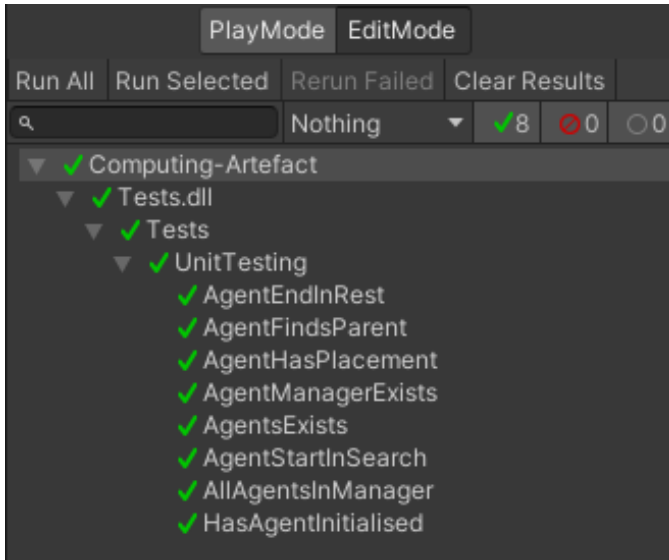 PlayMode EditMode
Run All Run Selected Rerun Failed Clear Results
Nothing 8 0 0
Computing-Artefact
Tests.dll
Tests
UnitTesting
AgentEndInRest
AgentFindsParent
AgentHasPlacement
AgentManagerExists
AgentsExists
AgentStartInSearch
AllAgentsInManager
HasAgentInitialised